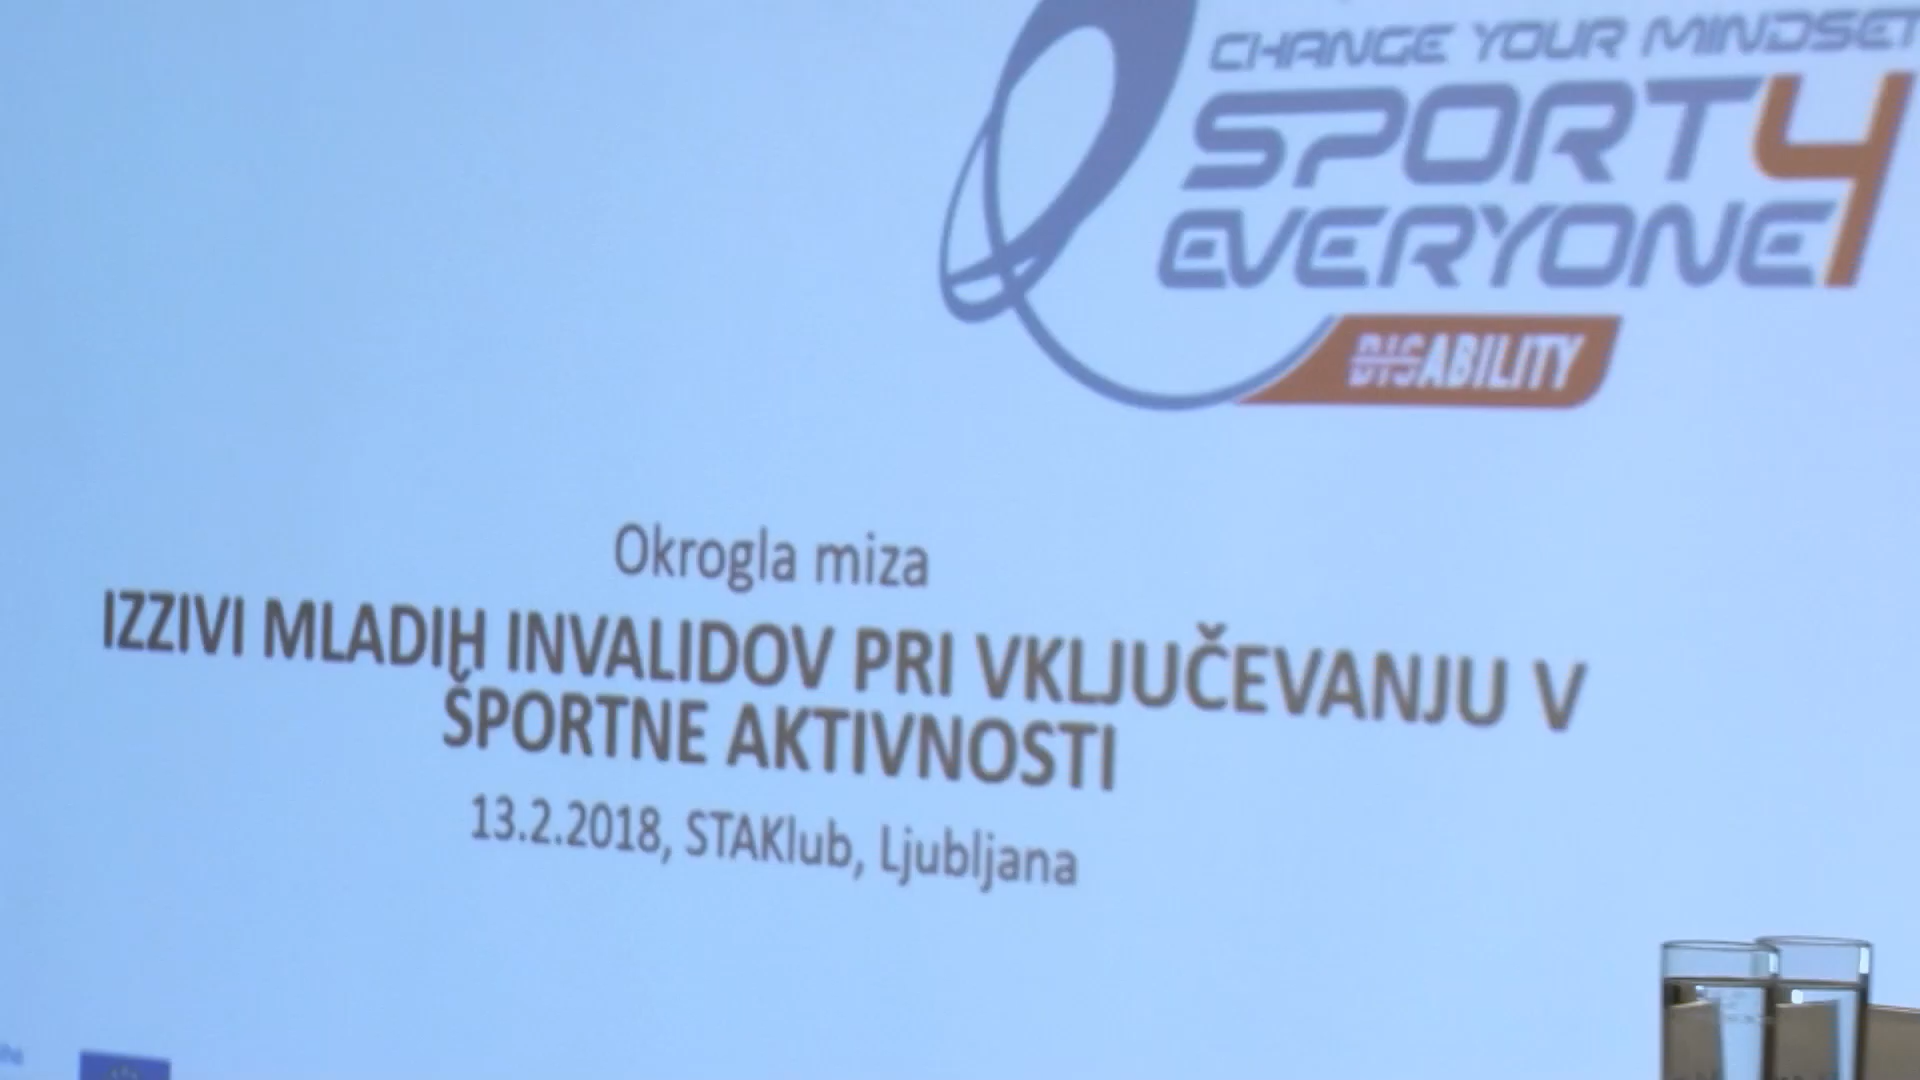 CHANGE YOUR MINDSET
SPORT4
EVERYONE
DISABILITY
Okrogla miza
IZZIVI MLADIH INVALIDOV PRI VKLJUČEVANJU V
ŠPORTNE AKTIVNOSTI
13.2.2018, STAKlub, Ljubljana